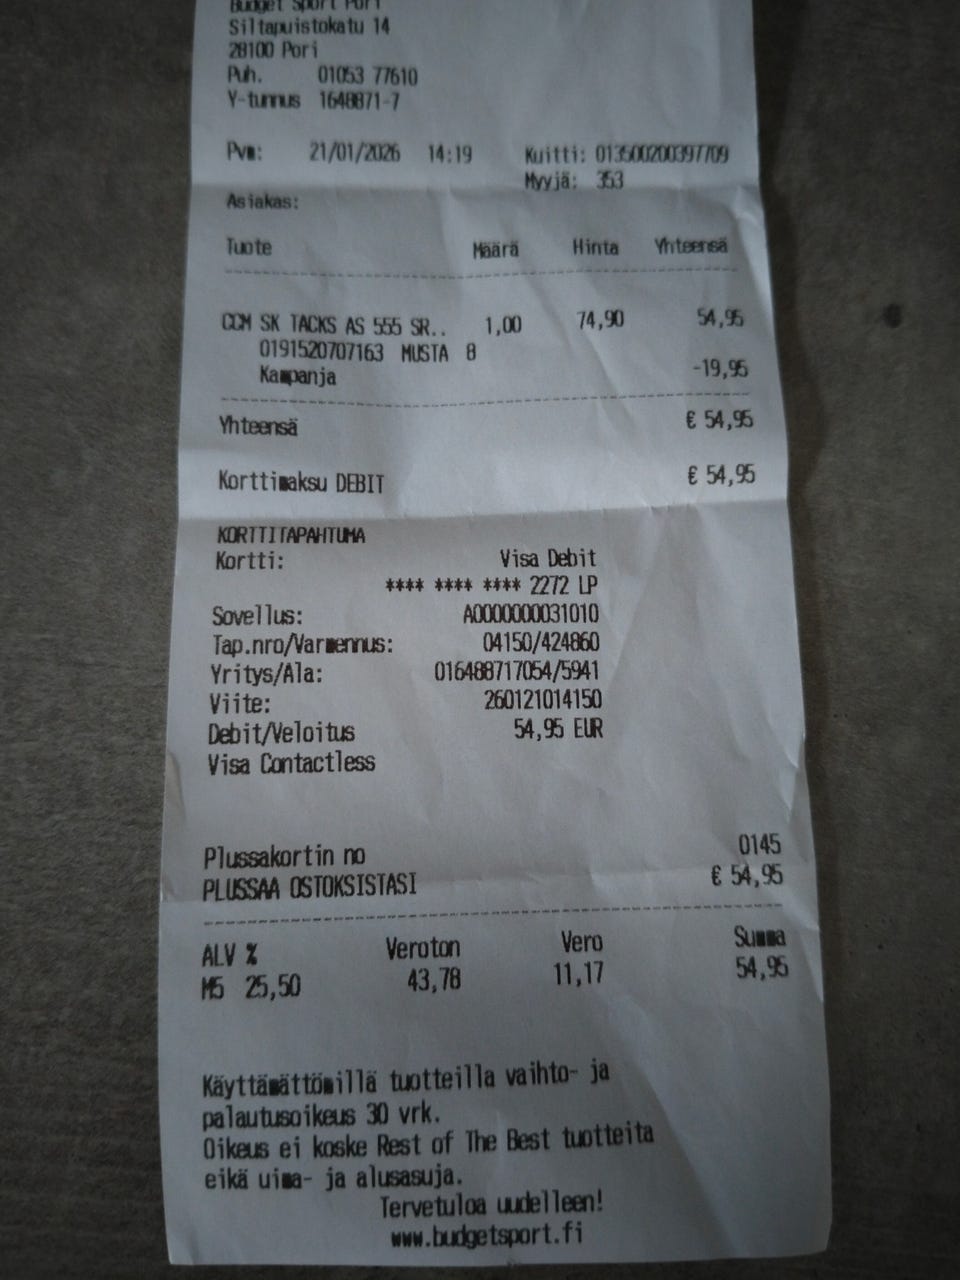 Budget Sport Pori
Siltapuistokatu 14
28100 Pori
Puh. 01053 77610
Y-tunnus 1648871-7
Pvm: 21/01/2026 14:19 Kuitti: 013500200397709
Myyjä: 353
Asiakas:
Tuote Määrä Hinta Yhteensä
CCM SK TACKS AS 555 SR.. 1,00 74,90 54,95
0191520707163 MUSTA 8
Kampanja -19,95
Yhteensä € 54,95
Korttimaksu DEBIT € 54,95
KORTTITAPAHTUMA
Kortti: Visa Debit
**** **** **** 2272 LP
Sovellus: A0000000031010
Tap.nro/Varmennus: 04150/424860
Yritys/Ala: 016488717054/5941
Viite: 260121014150
Debit/Veloitus 54,95 EUR
Visa Contactless
Plussakortin no 0145
PLUSSAA OSTOKSISTASI € 54,95
ALV % Veroton Vero Summa
M5 25,50 43,78 11,17 54,95
Käyttämättömillä tuotteilla vaihto- ja
palautusoikeus 30 vrk.
Oikeus ei koske Rest of The Best tuotteita
eikä uima- ja alusasuja.
Tervetuloa uudelleen!
www.budgetsport.fi